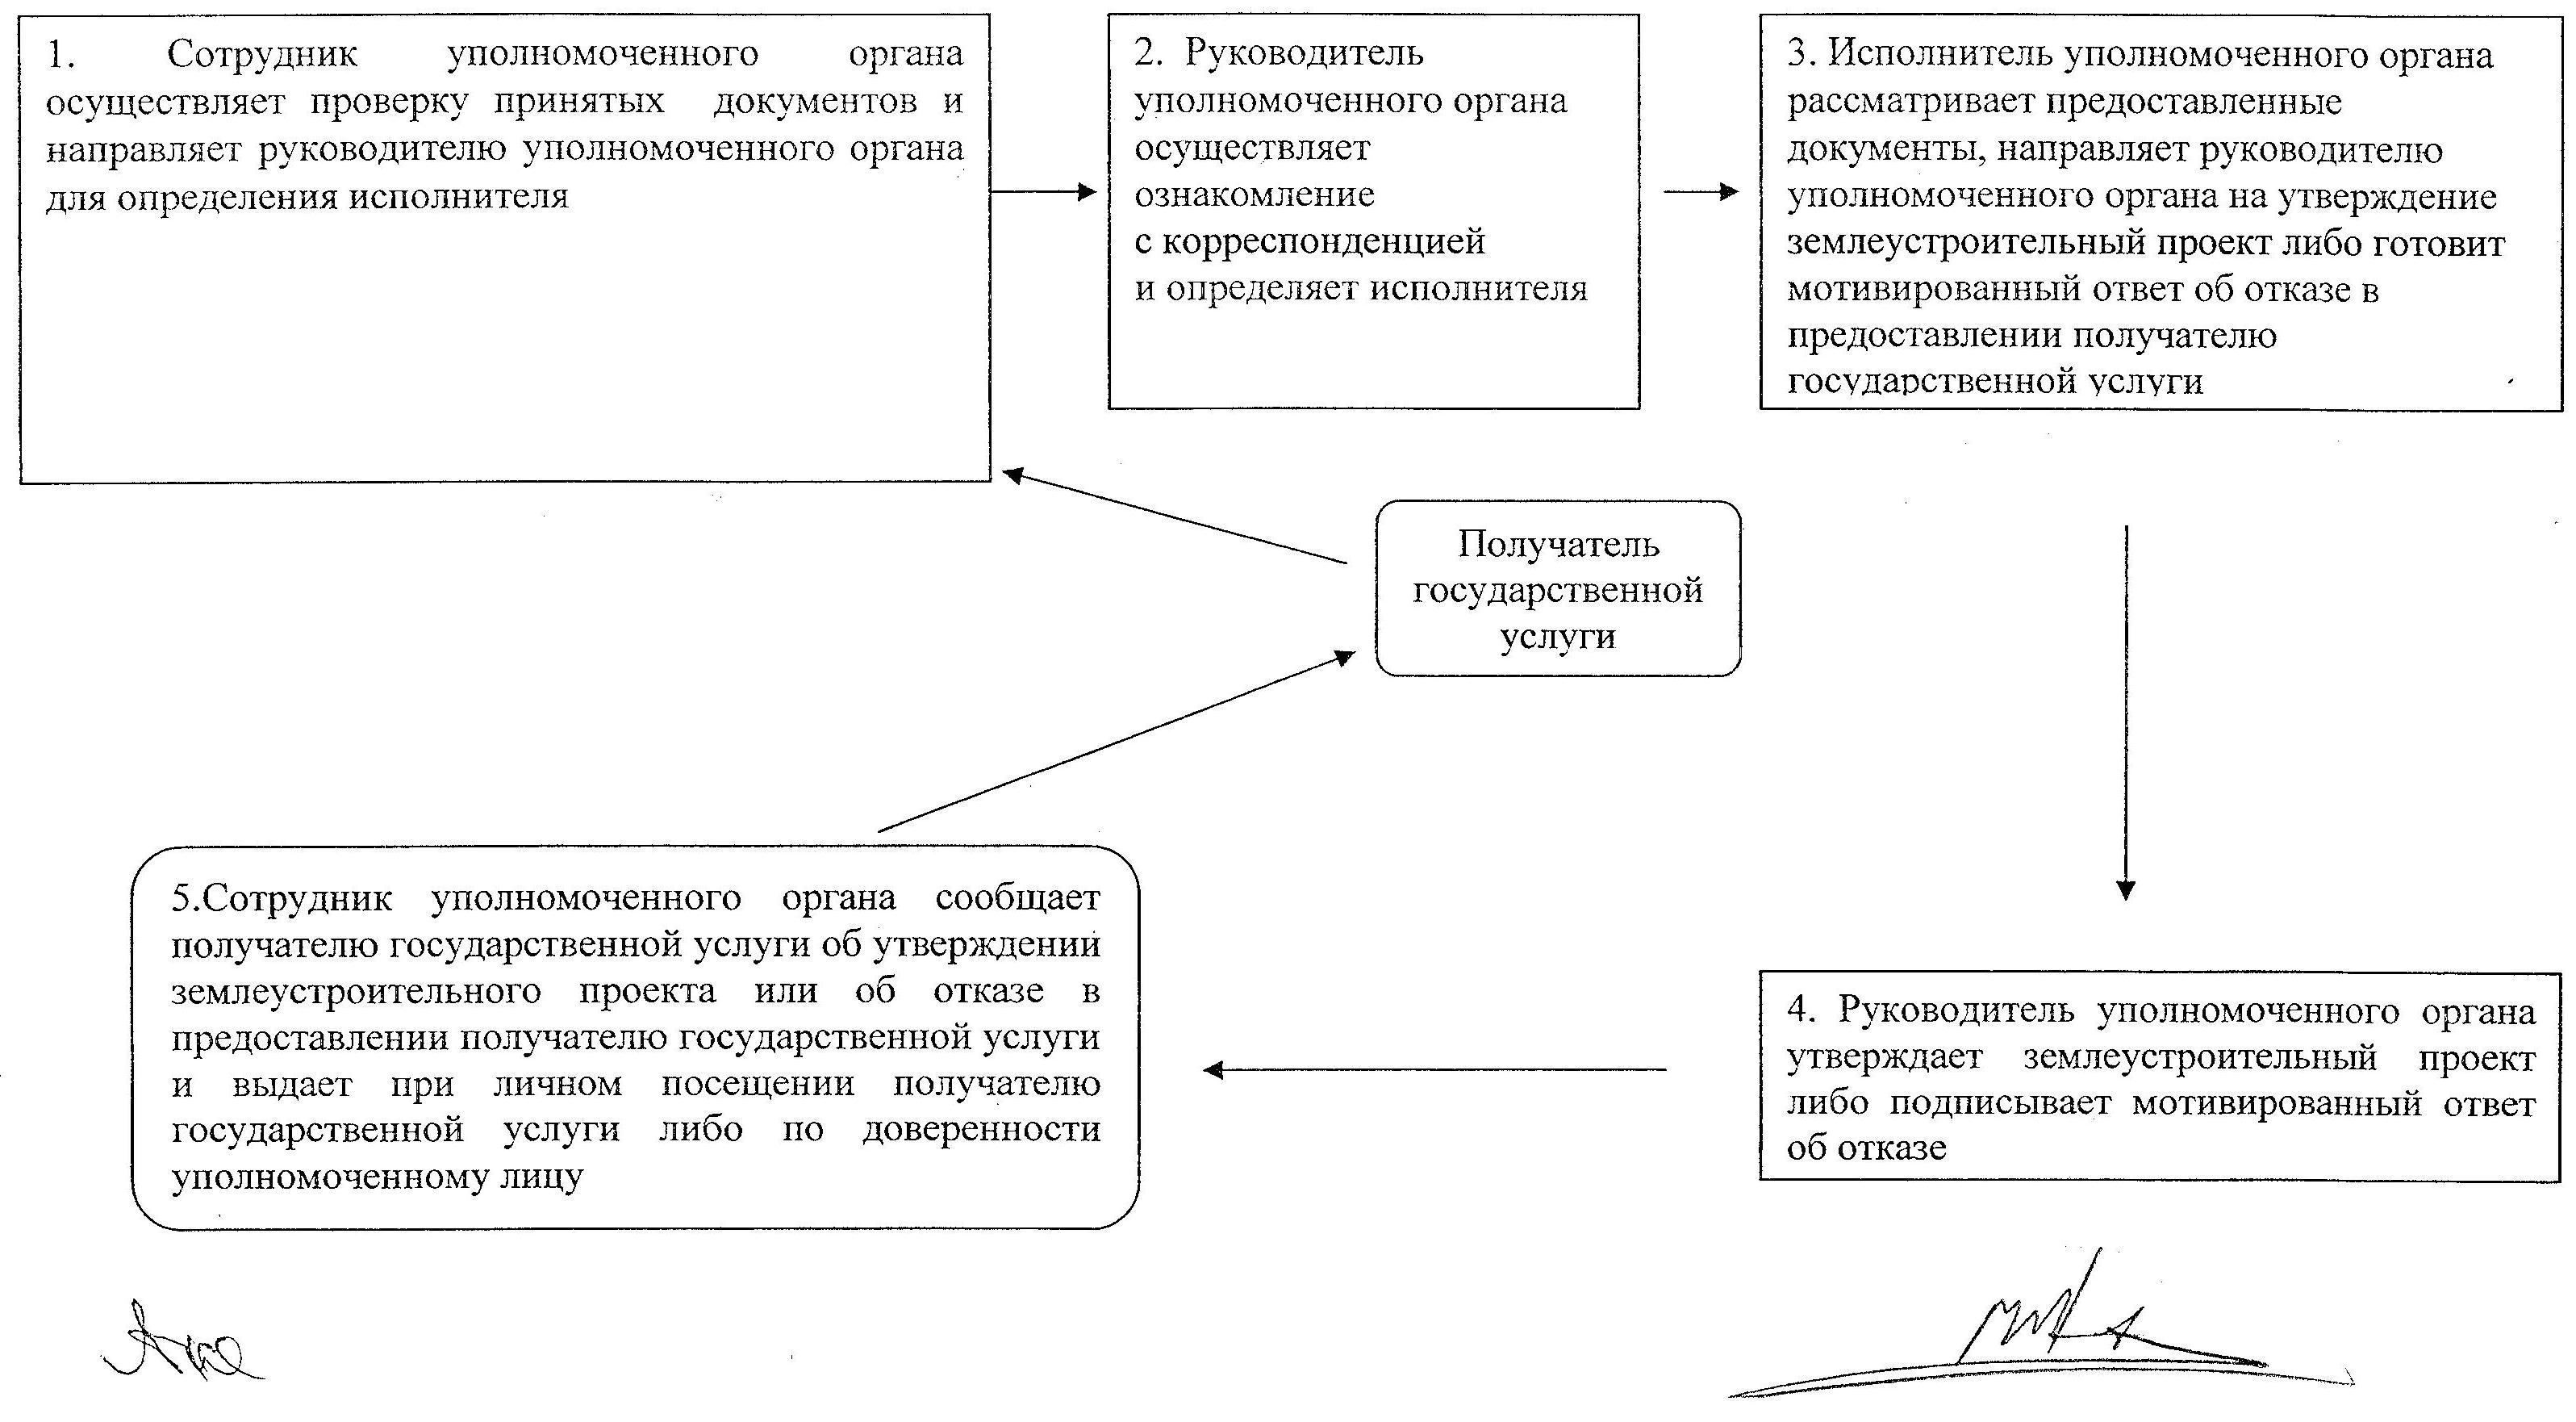 1. Сотрудник уполномоченного органа
осуществляет проверку принятых документов и
направляет руководителю уполномоченного органа
для определения исполнителя
2. Руководитель
уполномоченного органа
осуществляет
ознакомление
с корреспонденцией
и определяет исполнителя
3. Исполнитель уполномоченного органа
рассматривает предоставленные
документы, направляет руководителю
уполномоченного органа на утверждение
землеустроительный проект либо готовит
мотивированный ответ об отказе в
предоставлении получателю
государственной услуги
Получатель
государственной
услуги
5.Сотрудник уполномоченного органа сообщает
получателю государственной услуги об утверждении
землеустроительного проекта или об отказе в
предоставлении получателю государственной услуги
и выдает при личном посещении получателю
государственной услуги либо по доверенности
уполномоченному лицу
4. Руководитель уполномоченного органа
утверждает землеустроительный проект
либо подписывает мотивированный ответ
об отказе